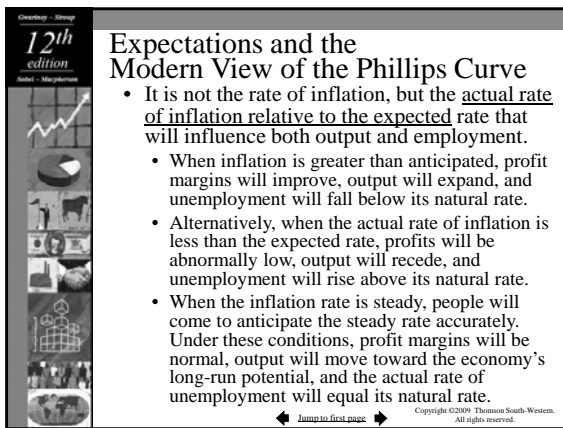 Gwartney – Stroup
12th
edition
Sobel – Macpherson
Expectations and the
Modern View of the Phillips Curve
• It is not the rate of inflation, but the actual rate
of inflation relative to the expected rate that
will influence both output and employment.
• When inflation is greater than anticipated, profit
margins will improve, output will expand, and
unemployment will fall below its natural rate.
• Alternatively, when the actual rate of inflation is
less than the expected rate, profits will be
abnormally low, output will recede, and
unemployment will rise above its natural rate.
• When the inflation rate is steady, people will
come to anticipate the steady rate accurately.
Under these conditions, profit margins will be
normal, output will move toward the economy’s
long-run potential, and the actual rate of
unemployment will equal its natural rate.
Jump to first page
Copyright ©2009 Thomson South-Western.
All rights reserved.